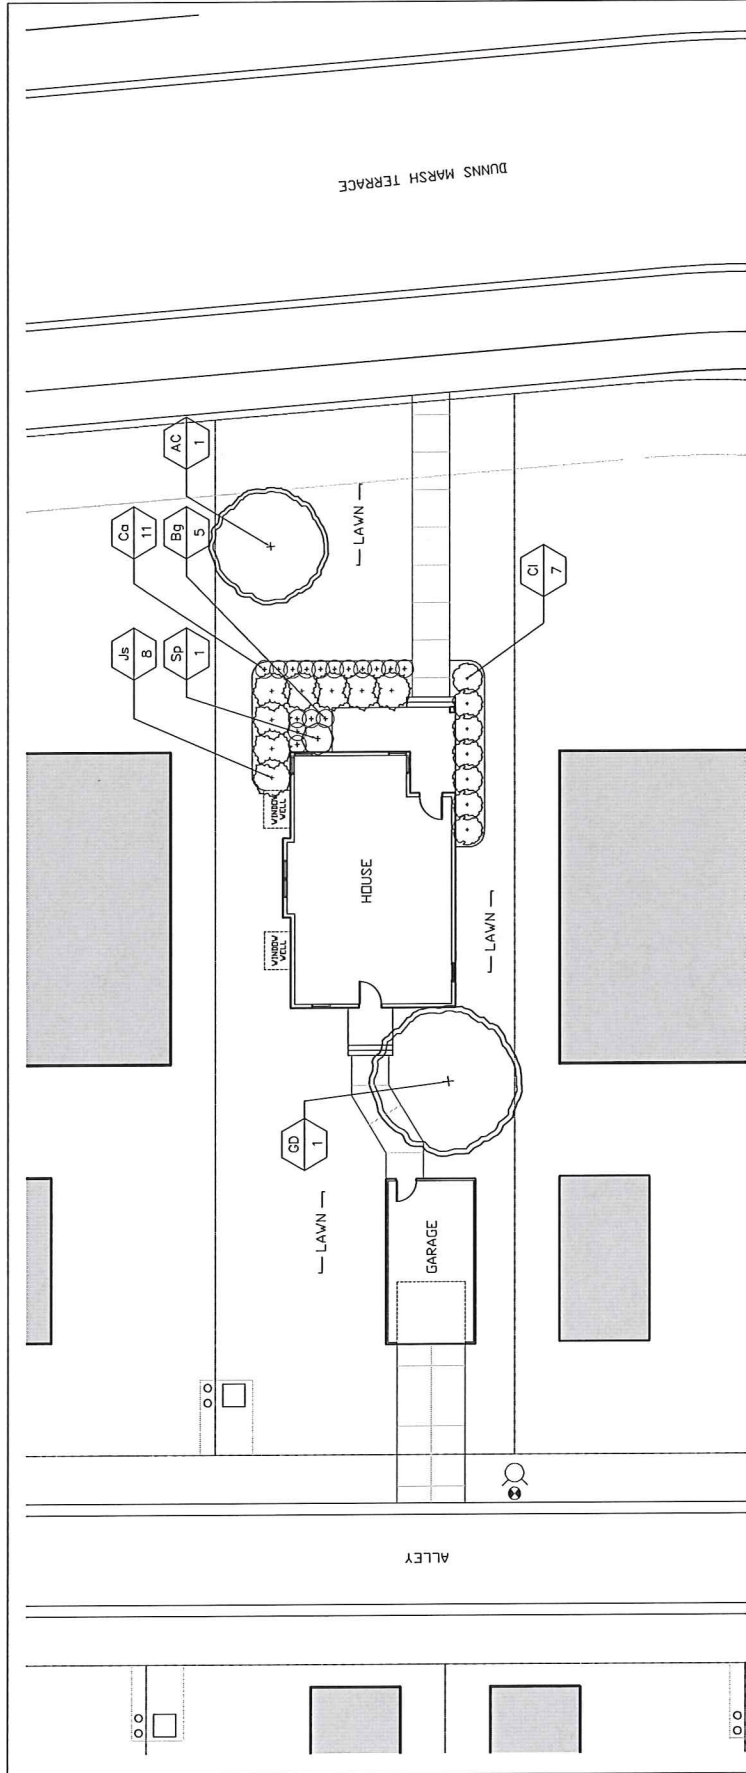 DUNNS MARSH TERRACE
AC
1
Ca
11
Bg
5
LAWN
Js
8
Sp
1
Cl
7
WINDOW
WELL
HOUSE
WINDOW
WELL
LAWN
GD
1
LAWN
GARAGE
ALLEY